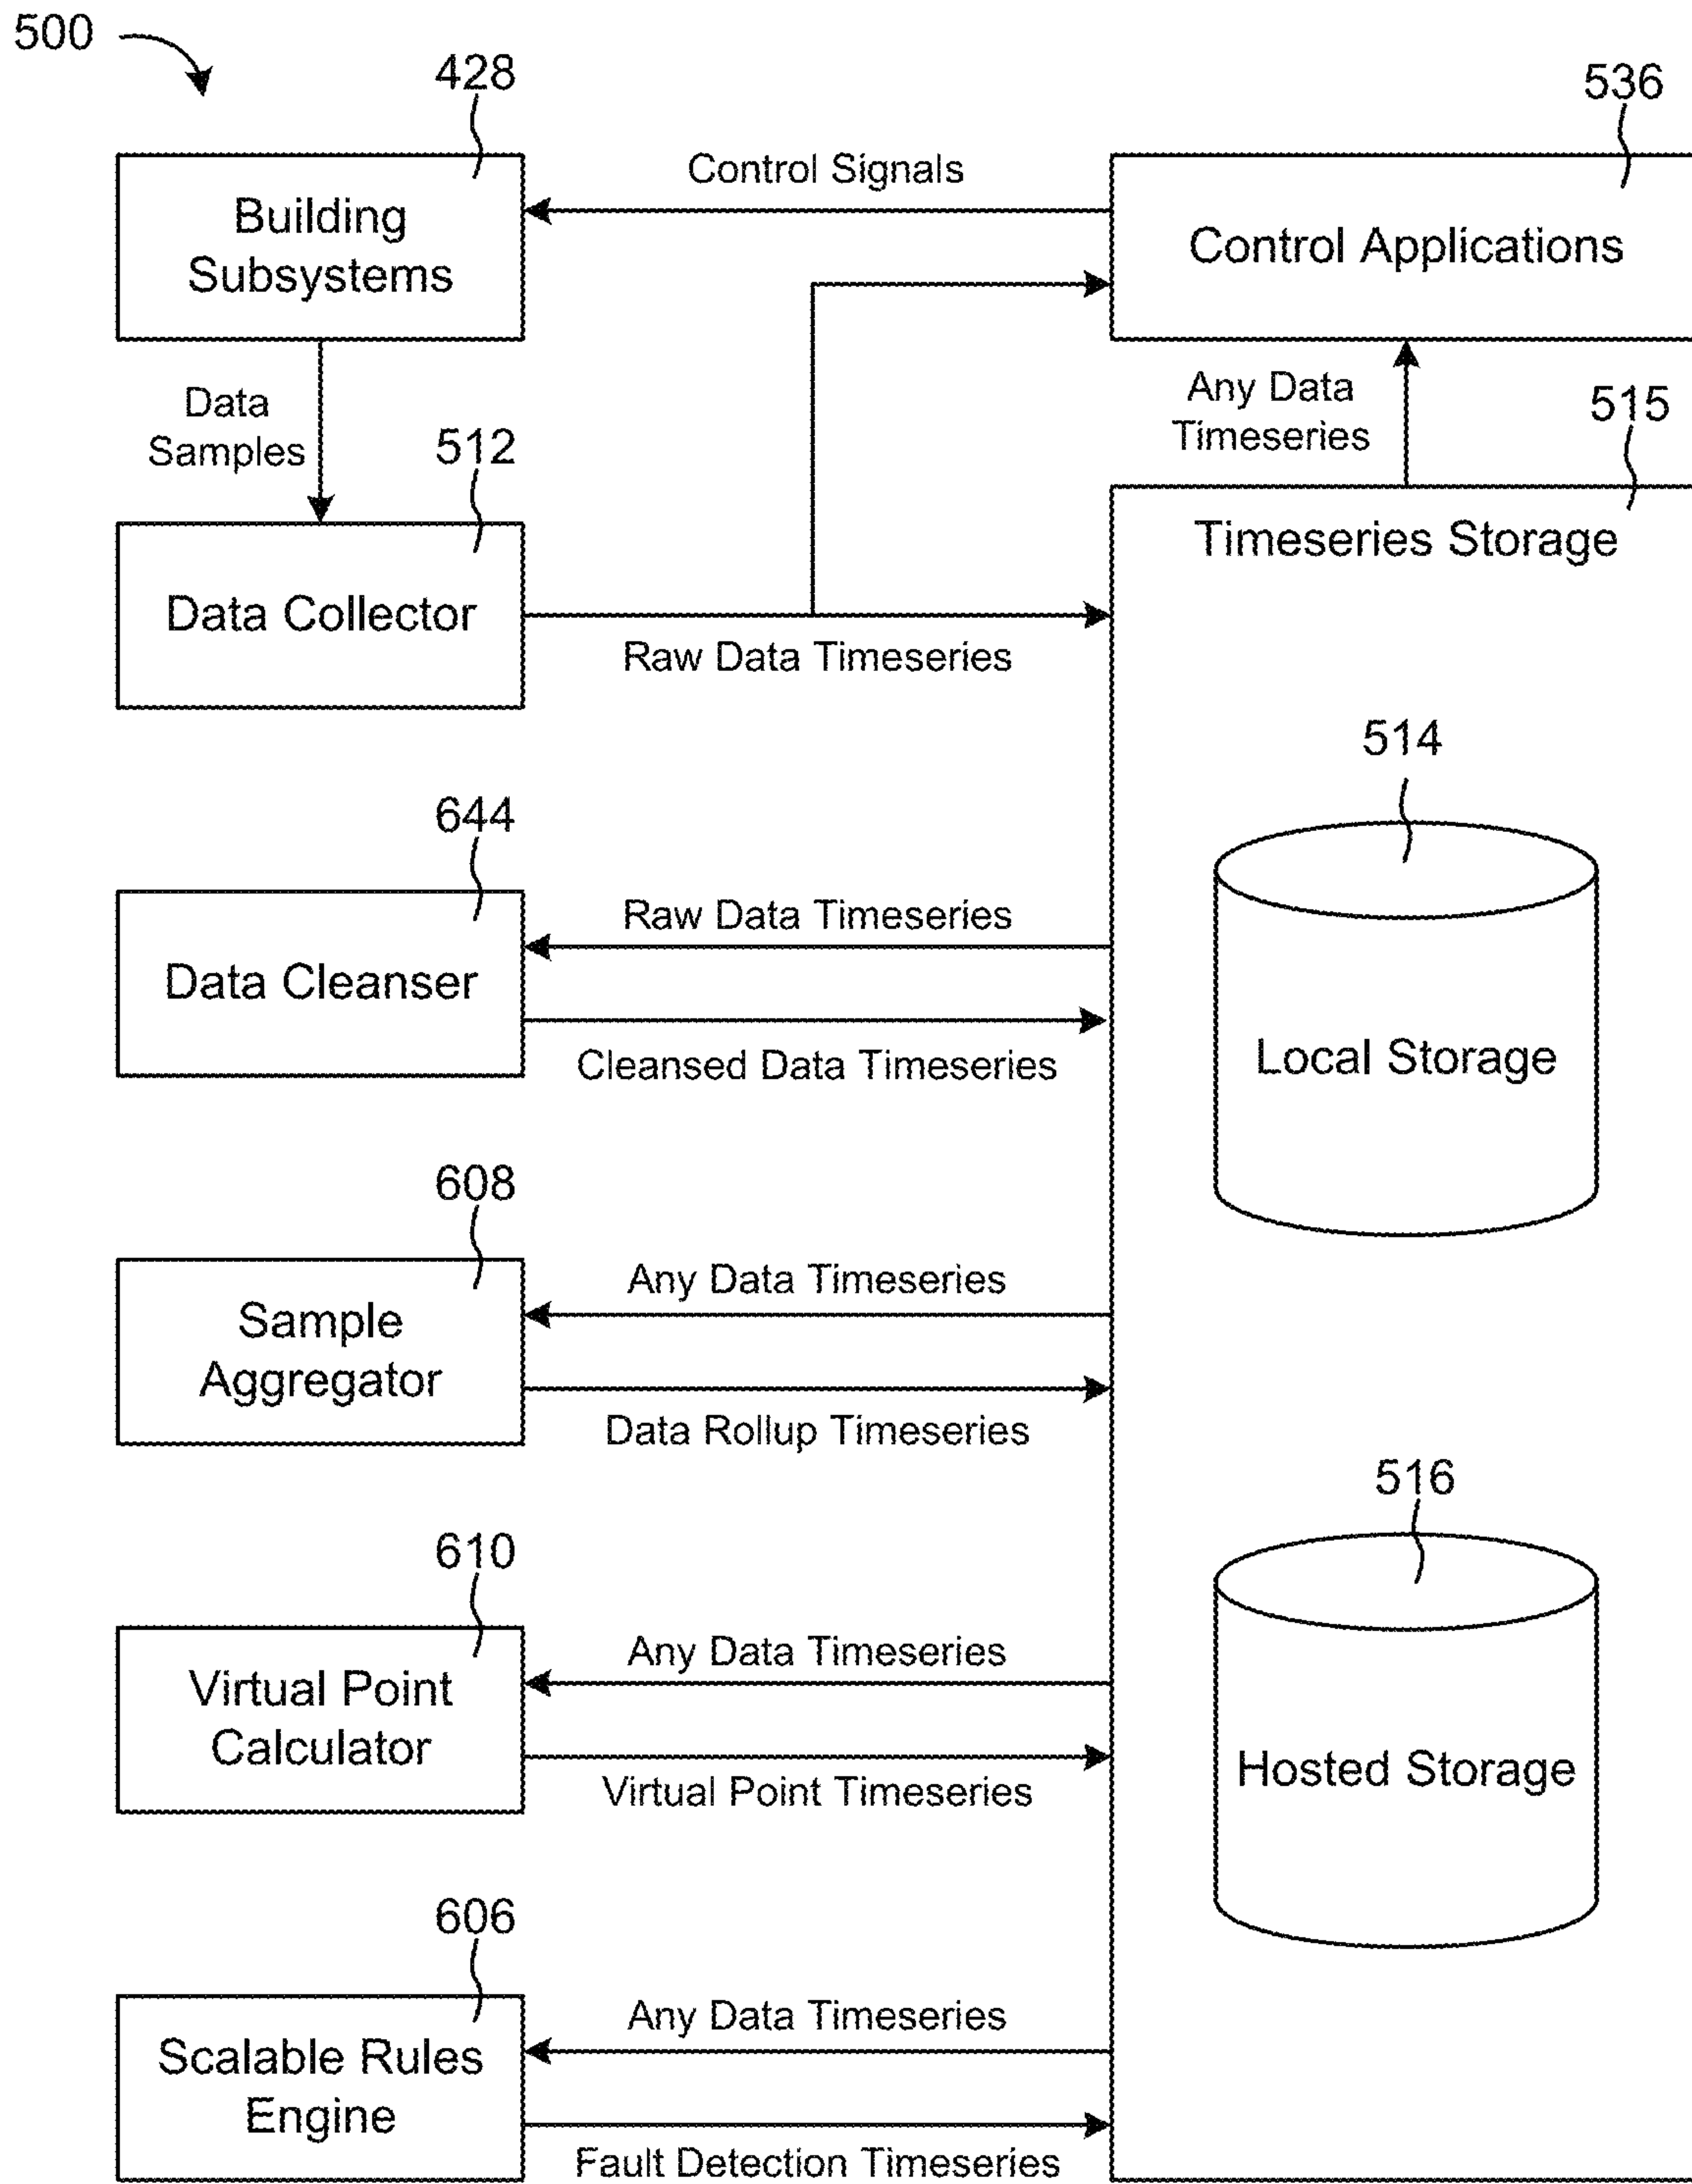 500
428
536
Control Signals
Building
Subsystems
Control Applications
Data
Samples
Any Data
Timeseries
515
512
Timeseries Storage
Data Collector
Raw Data Timeseries
514
644
Raw Data Timeseries
Data Cleanser
Local Storage
Cleansed Data Timeseries
608
Any Data Timeseries
Sample
Aggregator
Data Rollup Timeseries
516
610
Any Data Timeseries
Virtual Point
Calculator
Hosted Storage
Virtual Point Timeseries
606
Any Data Timeseries
Scalable Rules
Engine
Fault Detection Timeseries